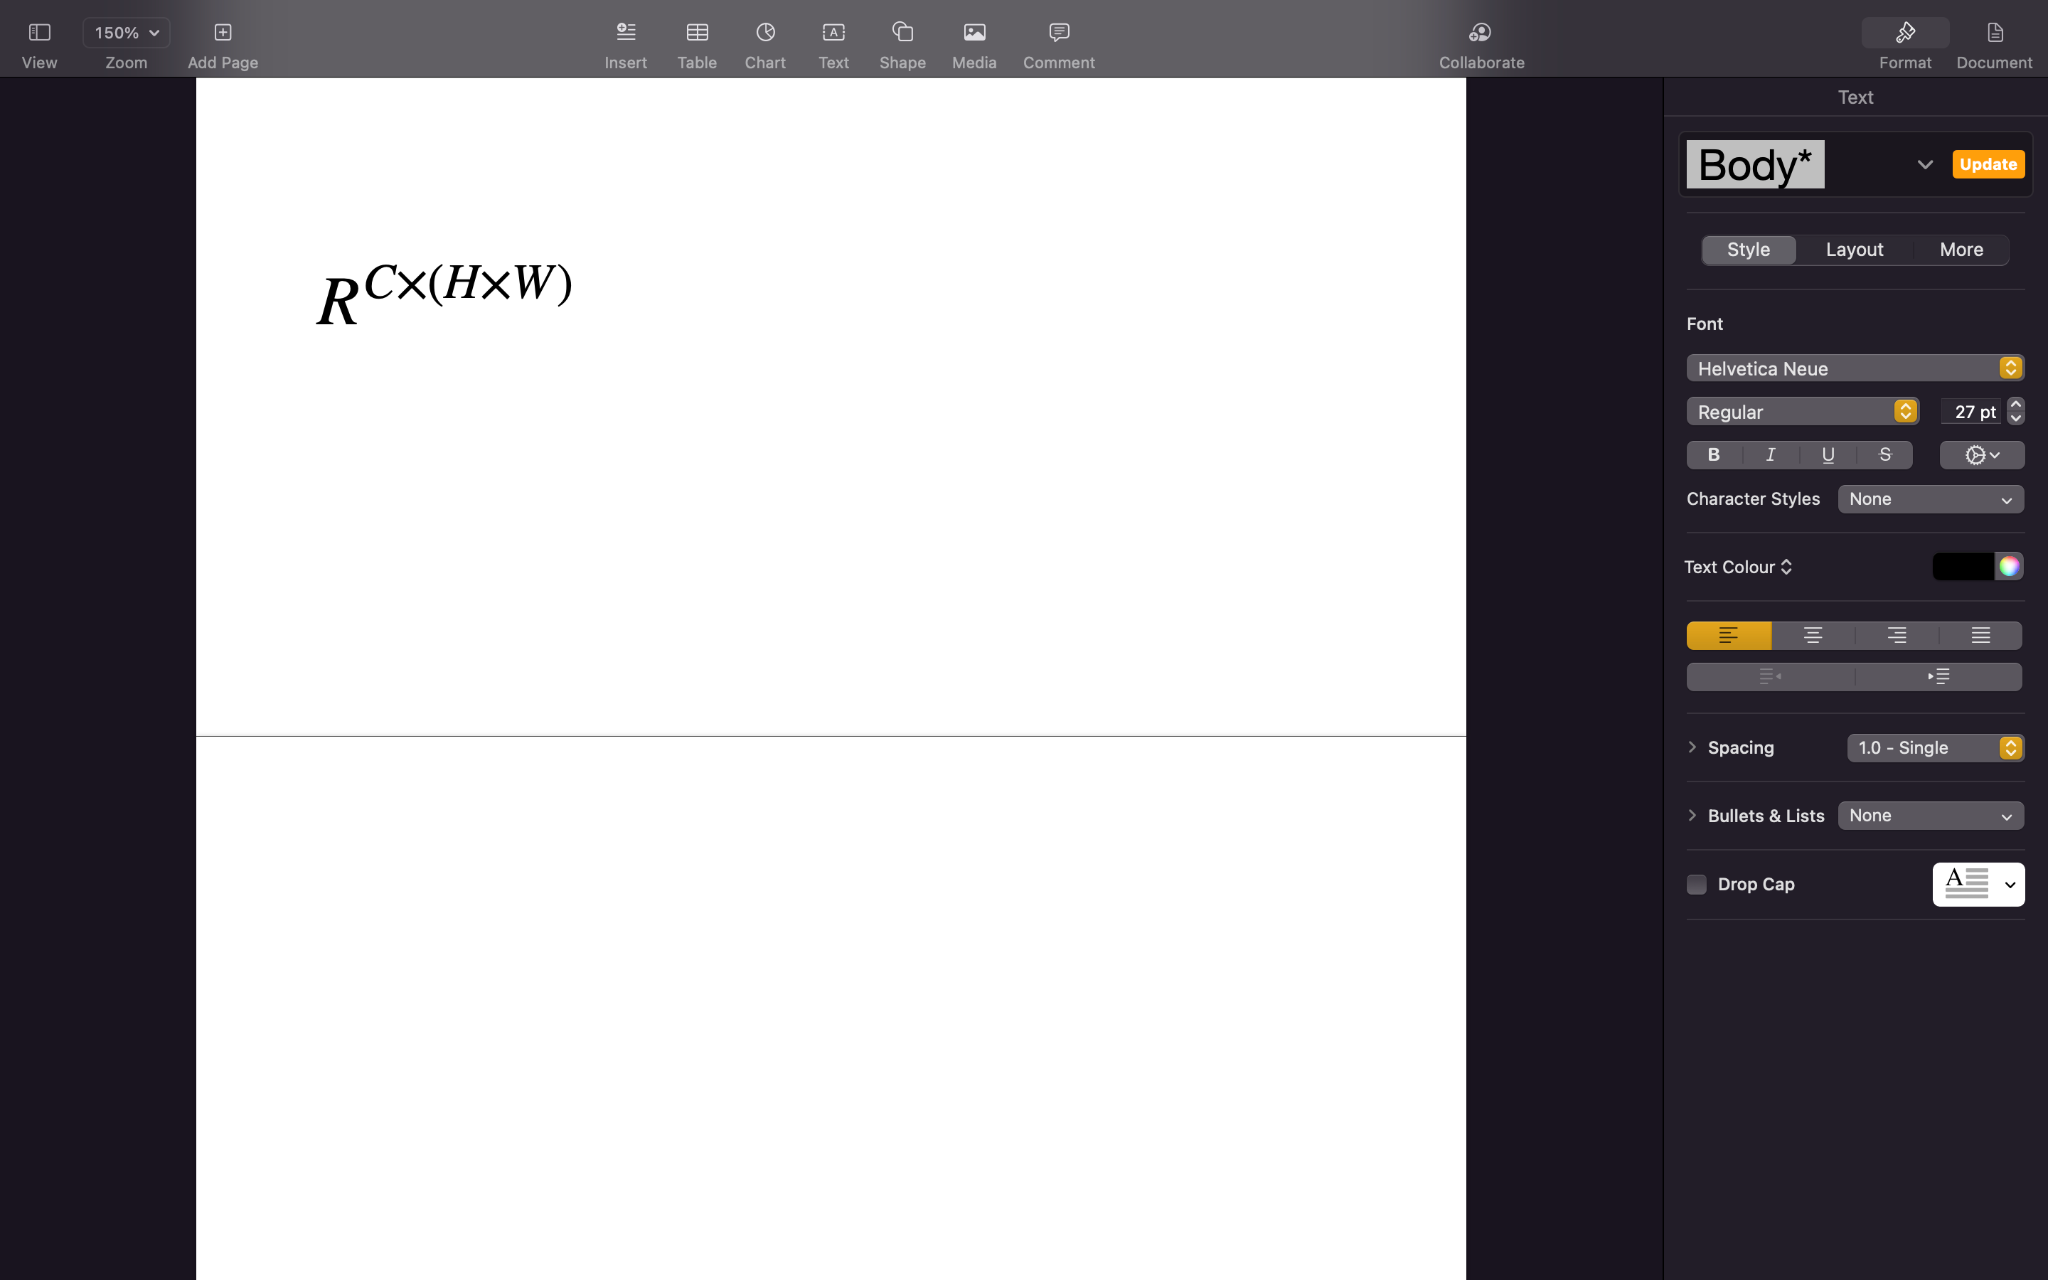 150%
View
Zoom
Add Page
Insert
Table
Chart
Text
Shape
Media
Comment
Collaborate
Format
Document
R^{C×(H×W)}
Text
Body*
Update
Style
Layout
More
Font
Helvetica Neue
Regular
27 pt
B I U S
Character Styles
None
Text Colour
Spacing
1.0 - Single
Bullets & Lists
None
Drop Cap
A